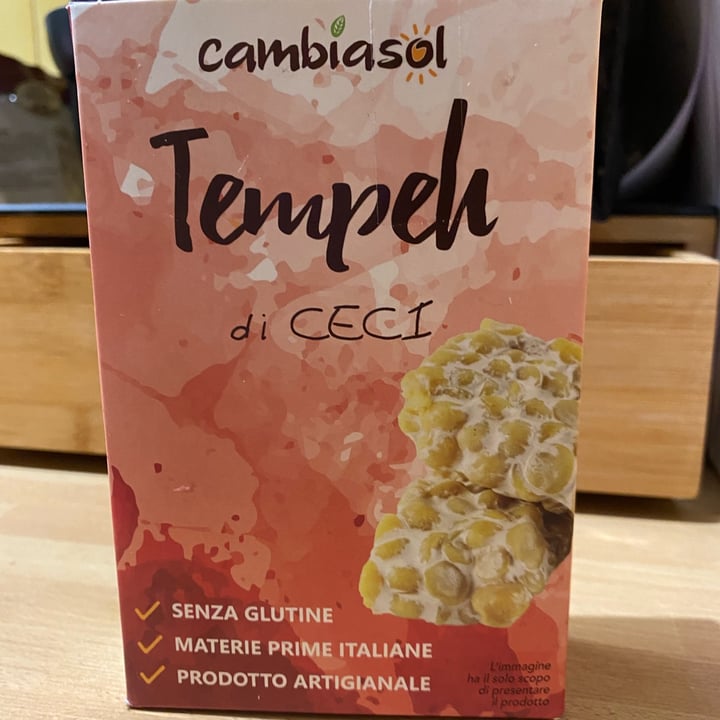 cambiasol
Tempeh
di CECI
SENZA GLUTINE
MATERIE PRIME ITALIANE
PRODOTTO ARTIGIANALE
L'immagine
ha il solo scopo
di presentare
il prodotto